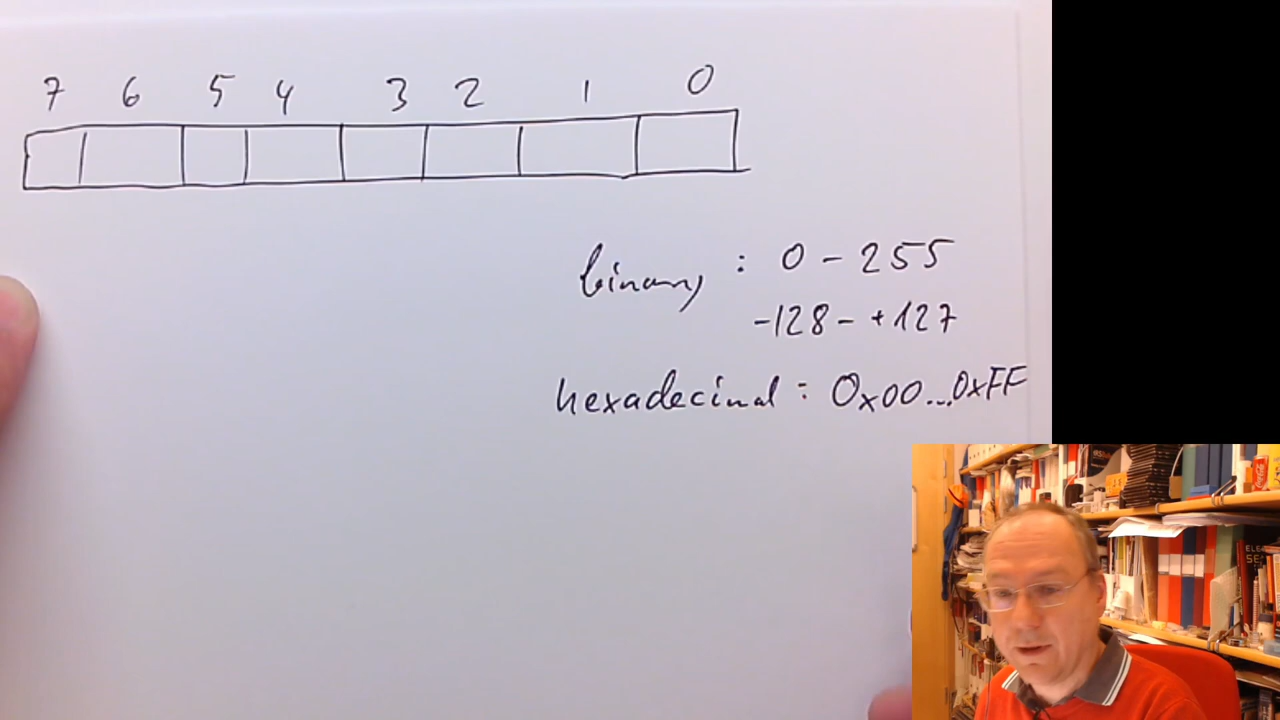 7 6 5 4 3 2 1 0
binary : 0 - 255
-128 - +127
hexadecimal : 0x00...0xFF